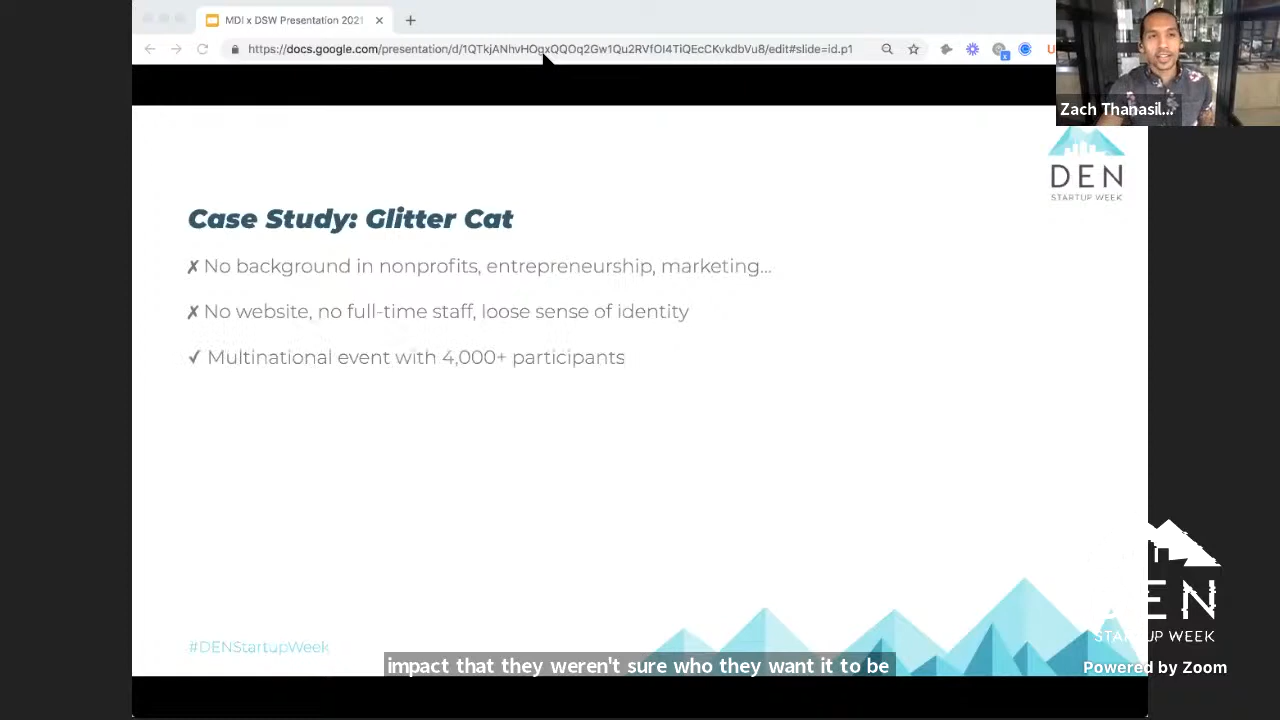 MDI x DSW Presentation 2021
https://docs.google.com/presentation/d/1QTkjANhvHOgxQQOq2Gw1Qu2RVfOI4TiQEcCKvkdbVu8/edit#slide=id.p1
Zach Thanasil...
DEN
STARTUP WEEK
Case Study: Glitter Cat
✗ No background in nonprofits, entrepreneurship, marketing...
✗ No website, no full-time staff, loose sense of identity
✓ Multinational event with 4,000+ participants
#DENStartupWeek
impact that they weren't sure who they want it to be
DEN
STARTUP WEEK
Powered by Zoom